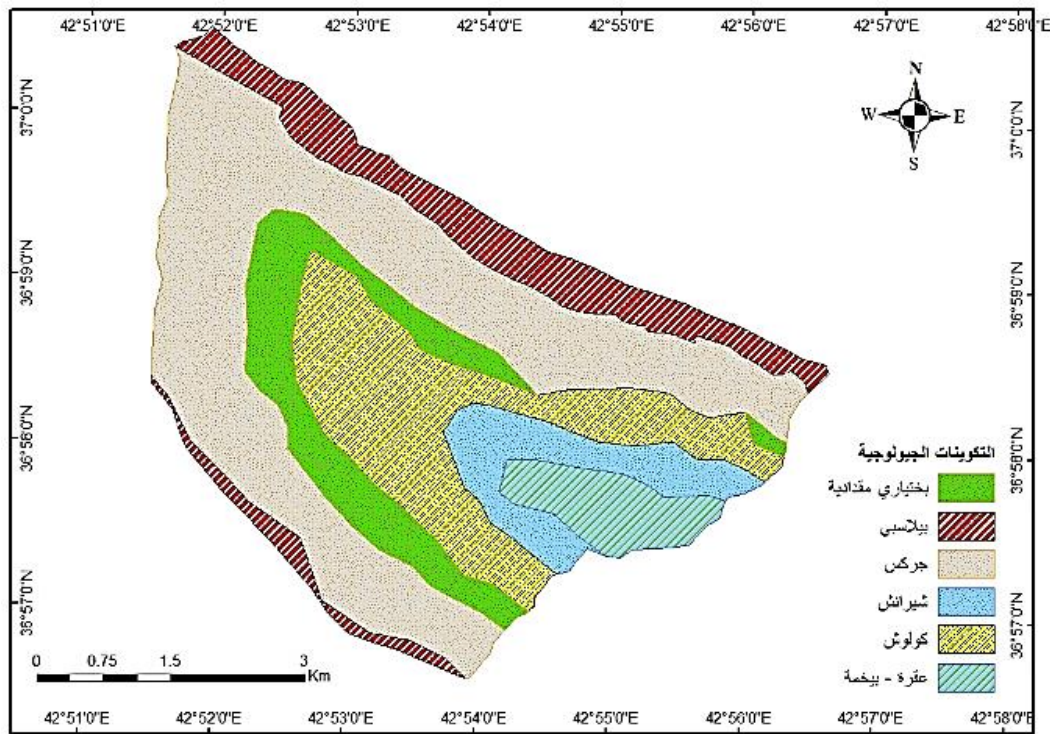 42°51'0"E 42°52'0"E 42°53'0"E 42°54'0"E 42°55'0"E 42°56'0"E 42°57'0"E 42°58'0"E
37°0'0"N
36°59'0"N
36°58'0"N
36°57'0"N
N
W E
S
37°0'0"N
36°59'0"N
36°58'0"N
36°57'0"N
التكوينات الجيولوجية
بختياري مقدادية
بيلاسبي
جركس
شيرانش
كولوش
عقرة - بيخمة
0 0.75 1.5 3
Km
42°51'0"E 42°52'0"E 42°53'0"E 42°54'0"E 42°55'0"E 42°56'0"E 42°57'0"E 42°58'0"E